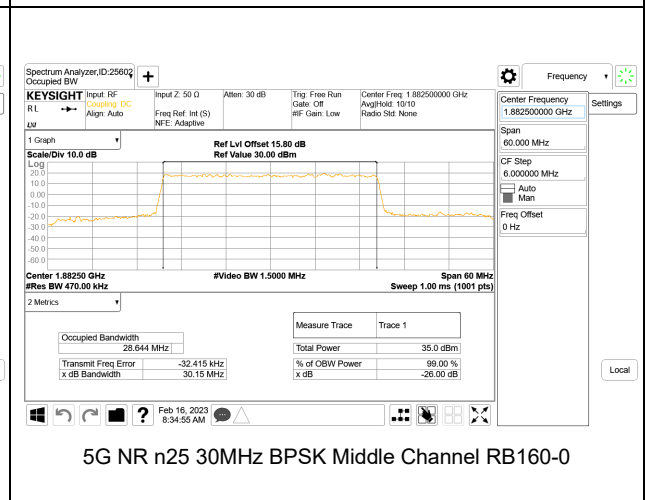 Spectrum Analyzer,ID:25602
Occupied BW
Frequency
KEYSIGHT Input: RF Input Z: 50 Ω Atten: 30 dB Trig: Free Run Center Freq: 1.882500000 GHz
R L Coupling: DC Gate: Off Avg|Hold: 10/10
Align: Auto Freq Ref: Int (S) #IF Gain: Low Radio Std: None
NFE: Adaptive
Center Frequency
1.882500000 GHz
Settings
Span
60.000 MHz
CF Step
6.000000 MHz
Auto
Man
Freq Offset
0 Hz
1 Graph
Ref Lvl Offset 15.80 dB
Scale/Div 10.0 dB Ref Value 30.00 dBm
Log
20.0
10.0
0.00
-10.0
-20.0
-30.0
-40.0
-50.0
-60.0
Center 1.88250 GHz #Video BW 1.5000 MHz Span 60 MHz
#Res BW 470.00 kHz Sweep 1.00 ms (1001 pts)
2 Metrics
Measure Trace Trace 1
Occupied Bandwidth
28.644 MHz Total Power 35.0 dBm
Transmit Freq Error -32.415 kHz % of OBW Power 99.00 %
x dB Bandwidth 30.15 MHz x dB -26.00 dB
Local
? Feb 16, 2023
8:34:55 AM
5G NR n25 30MHz BPSK Middle Channel RB160-0